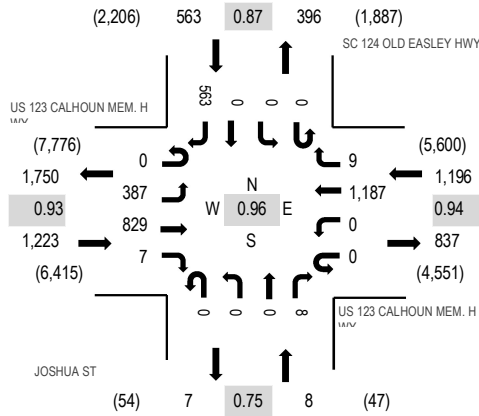 (2,206) 563 0.87 396 (1,887)
SC 124 OLD EASLEY HWY
US 123 CALHOUN MEM. H
WY
563 0 0 0
(7,776) (5,600)
0 9
1,750 1,196
387 N 1,187
0.93 W 0.96 E 0.94
829 0
1,223 S 837
7 0
(6,415) (4,551)
0 0 0 8
US 123 CALHOUN MEM. H
WY
JOSHUA ST
(54) 7 0.75 8 (47)